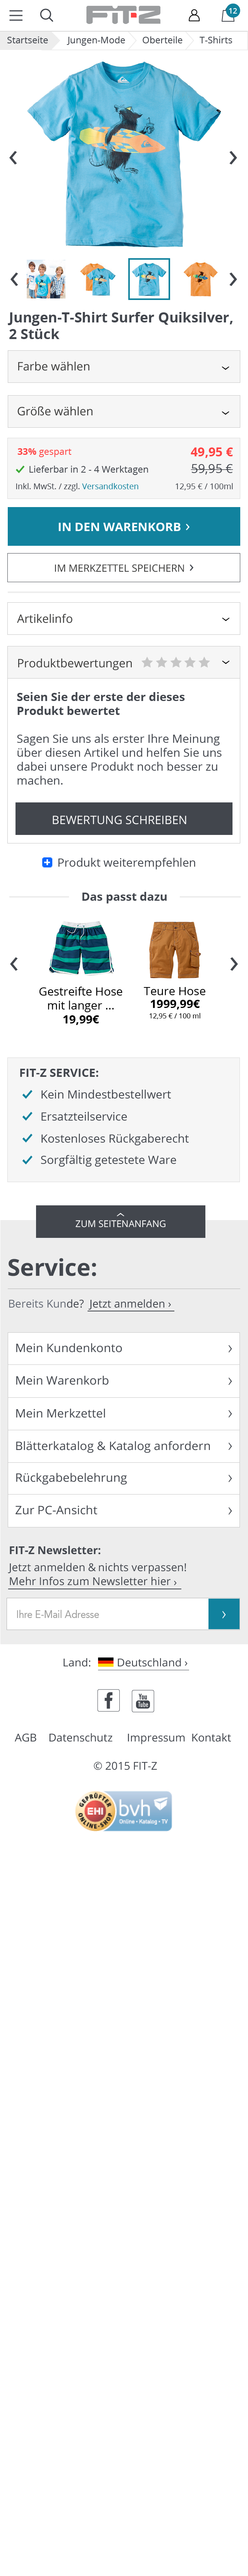 FIT-Z
12
Startseite Jungen-Mode Oberteile T-Shirts
Jungen-T-Shirt Surfer Quiksilver,
2 Stück
Farbe wählen
Größe wählen
33% gespart 49,95 €
Lieferbar in 2 - 4 Werktagen 59,95 €
Inkl. MwSt. / zzgl. Versandkosten 12,95 € / 100ml
IN DEN WARENKORB ›
IM MERKZETTEL SPEICHERN ›
Artikelinfo
Produktbewertungen
Seien Sie der erste der dieses
Produkt bewertet
Sagen Sie uns als erster Ihre Meinung
über diesen Artikel und helfen Sie uns
dabei unsere Produkt noch besser zu
machen.
BEWERTUNG SCHREIBEN
Produkt weiterempfehlen
Das passt dazu
Gestreifte Hose
mit langer ...
19,99€
Teure Hose
1999,99€
12,95 € / 100 ml
FIT-Z SERVICE:
Kein Mindestbestellwert
Ersatzteilservice
Kostenloses Rückgaberecht
Sorgfältig getestete Ware
ZUM SEITENANFANG
Service:
Bereits Kunde? Jetzt anmelden ›
Mein Kundenkonto
Mein Warenkorb
Mein Merkzettel
Blätterkatalog & Katalog anfordern
Rückgabebelehrung
Zur PC-Ansicht
FIT-Z Newsletter:
Jetzt anmelden & nichts verpassen!
Mehr Infos zum Newsletter hier ›
Ihre E-Mail Adresse
Land: Deutschland ›
f You Tube
AGB Datenschutz Impressum Kontakt
© 2015 FIT-Z
GEPRÜFTER
EHI
ONLINE-SHOP
bvh
Online • Katalog • TV